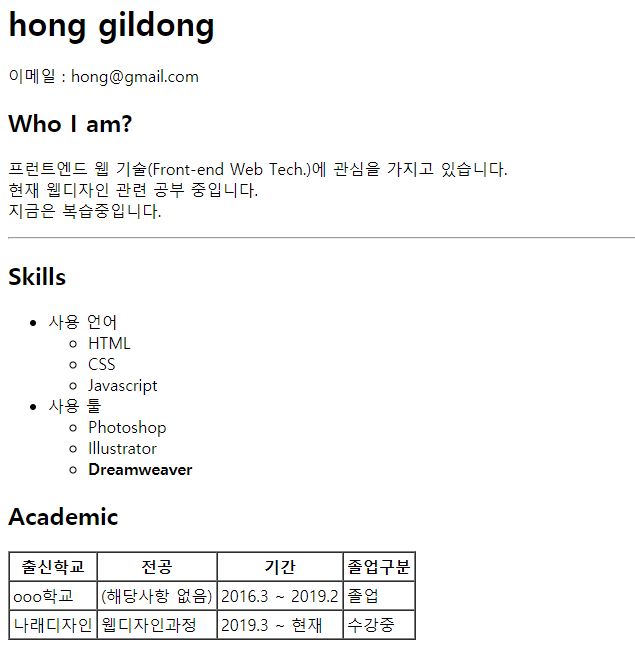 hong gildong
이메일 : hong@gmail.com
Who I am?
프런트엔드 웹 기술(Front-end Web Tech.)에 관심을 가지고 있습니다.
현재 웹디자인 관련 공부 중입니다.
지금은 복습중입니다.
Skills
사용 언어
HTML
CSS
Javascript
사용 툴
Photoshop
Illustrator
Dreamweaver
Academic
출신학교 전공 기간 졸업구분
ooo학교 (해당사항 없음) 2016.3 ~ 2019.2 졸업
나래디자인 웹디자인과정 2019.3 ~ 현재 수강중